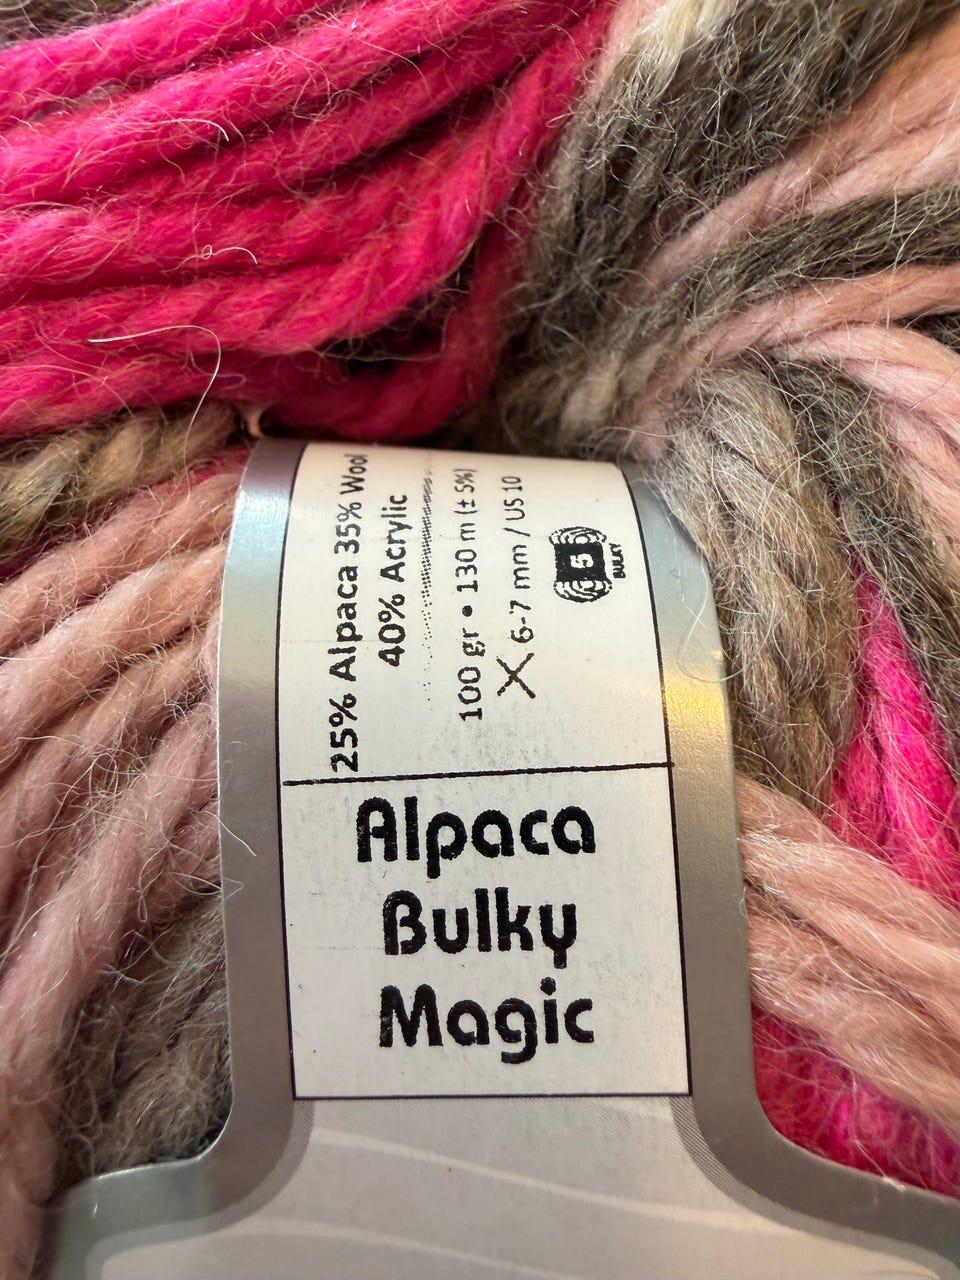 25% Alpaca 35% Wool
40% Acrylic
100 gr • 130 m (± 5%)
6-7 mm / US 10
5
BULKY
Alpaca
Bulky
Magic